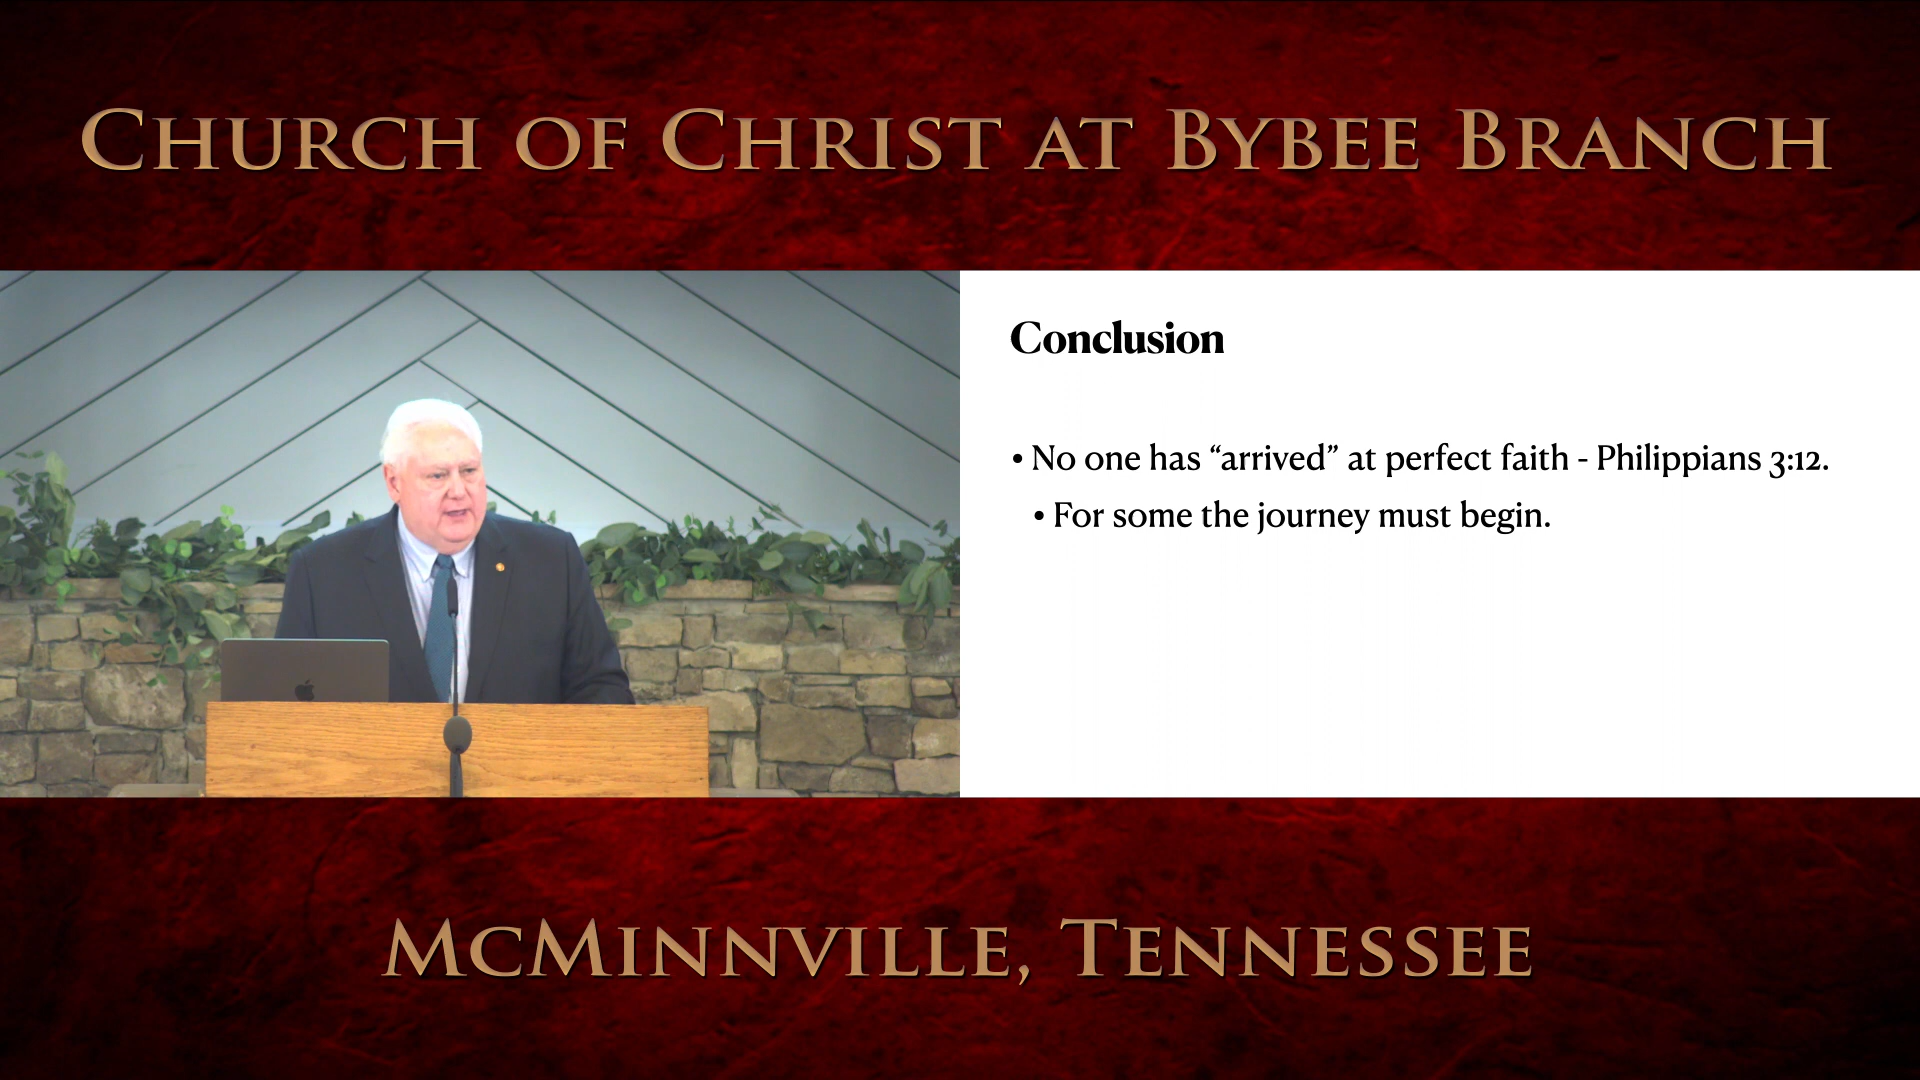 Church of Christ at Bybee Branch
Conclusion
• No one has “arrived” at perfect faith - Philippians 3:12.
• For some the journey must begin.
McMinnville, Tennessee